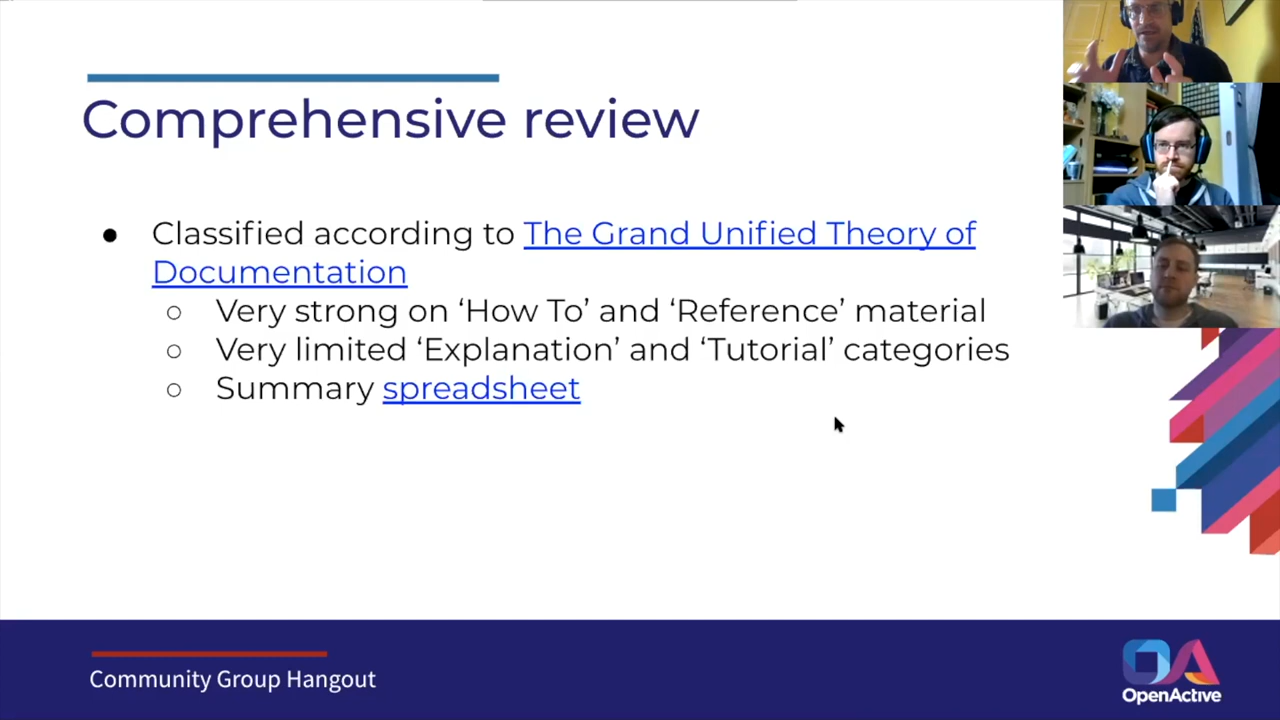 Comprehensive review
● Classified according to The Grand Unified Theory of
Documentation
○ Very strong on ‘How To’ and ‘Reference’ material
○ Very limited ‘Explanation’ and ‘Tutorial’ categories
○ Summary spreadsheet
Community Group Hangout
OA
OpenActive